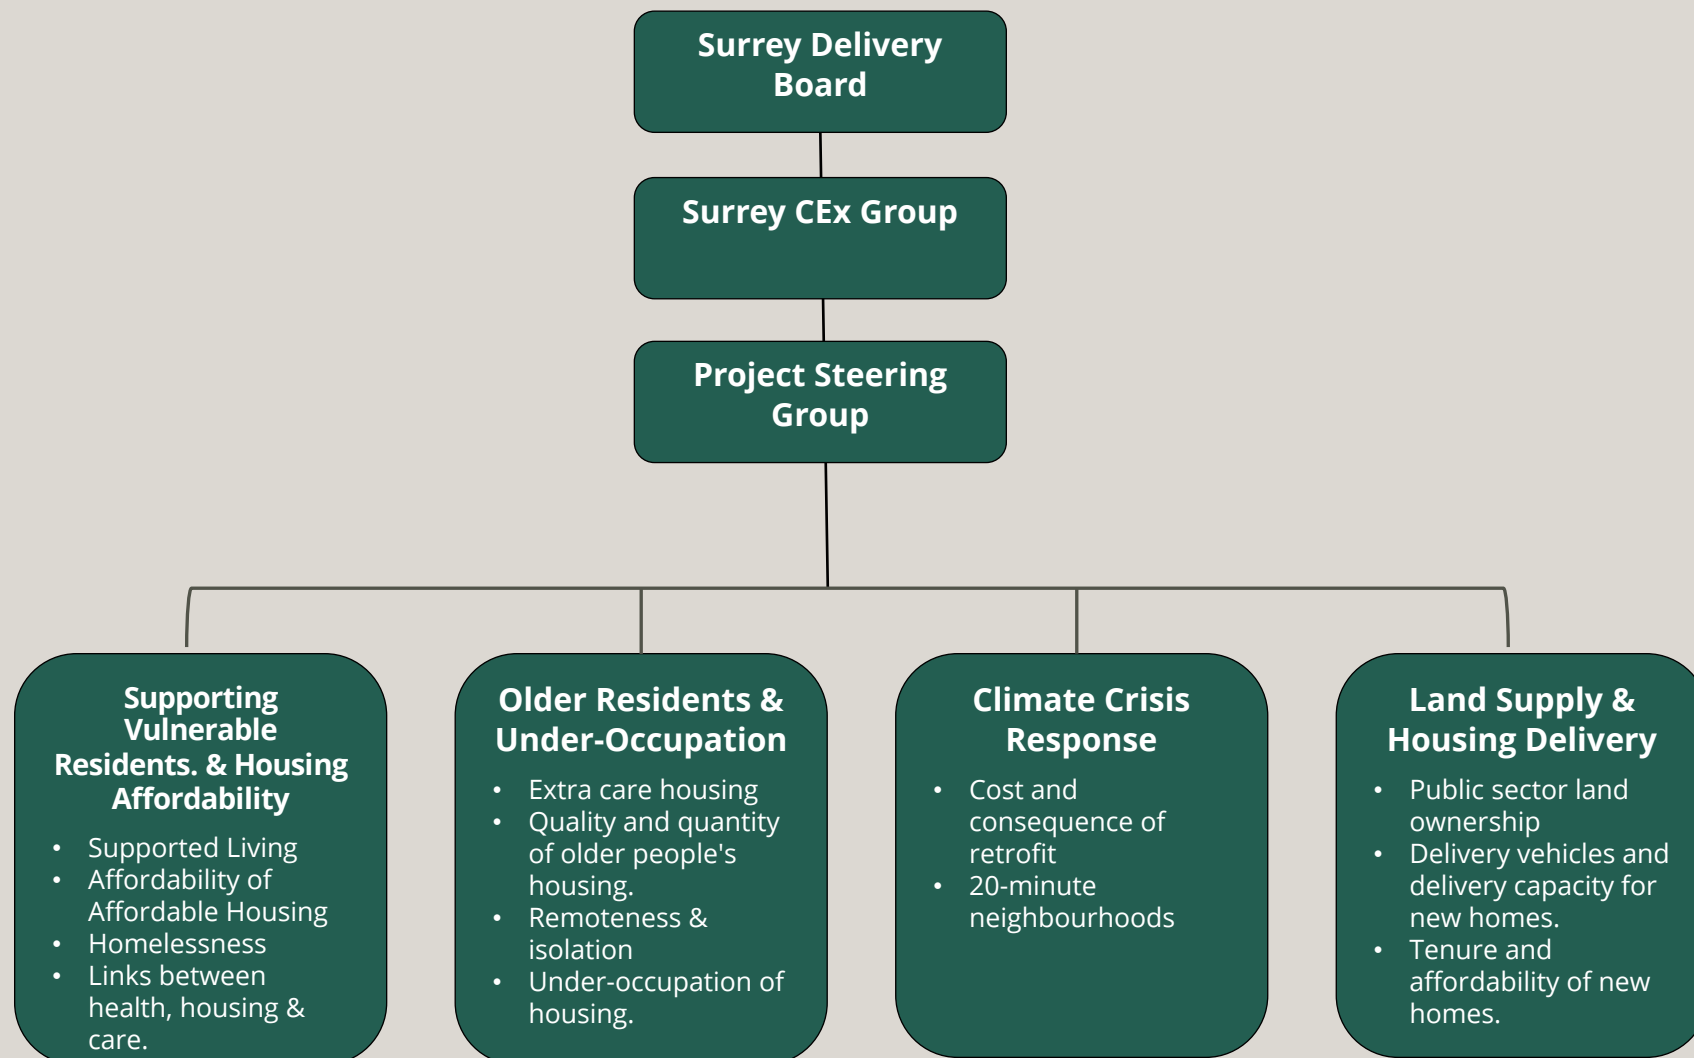 Surrey Delivery
Board
Surrey CEx Group
Project Steering
Group
Supporting
Vulnerable
Residents. & Housing
Affordability
• Supported Living
• Affordability of
Affordable Housing
• Homelessness
• Links between
health, housing &
care.
Older Residents &
Under-Occupation
• Extra care housing
• Quality and quantity
of older people's
housing.
• Remoteness &
isolation
• Under-occupation of
housing.
Climate Crisis
Response
• Cost and
consequence of
retrofit
• 20-minute
neighbourhoods
Land Supply &
Housing Delivery
• Public sector land
ownership
• Delivery vehicles and
delivery capacity for
new homes.
• Tenure and
affordability of new
homes.